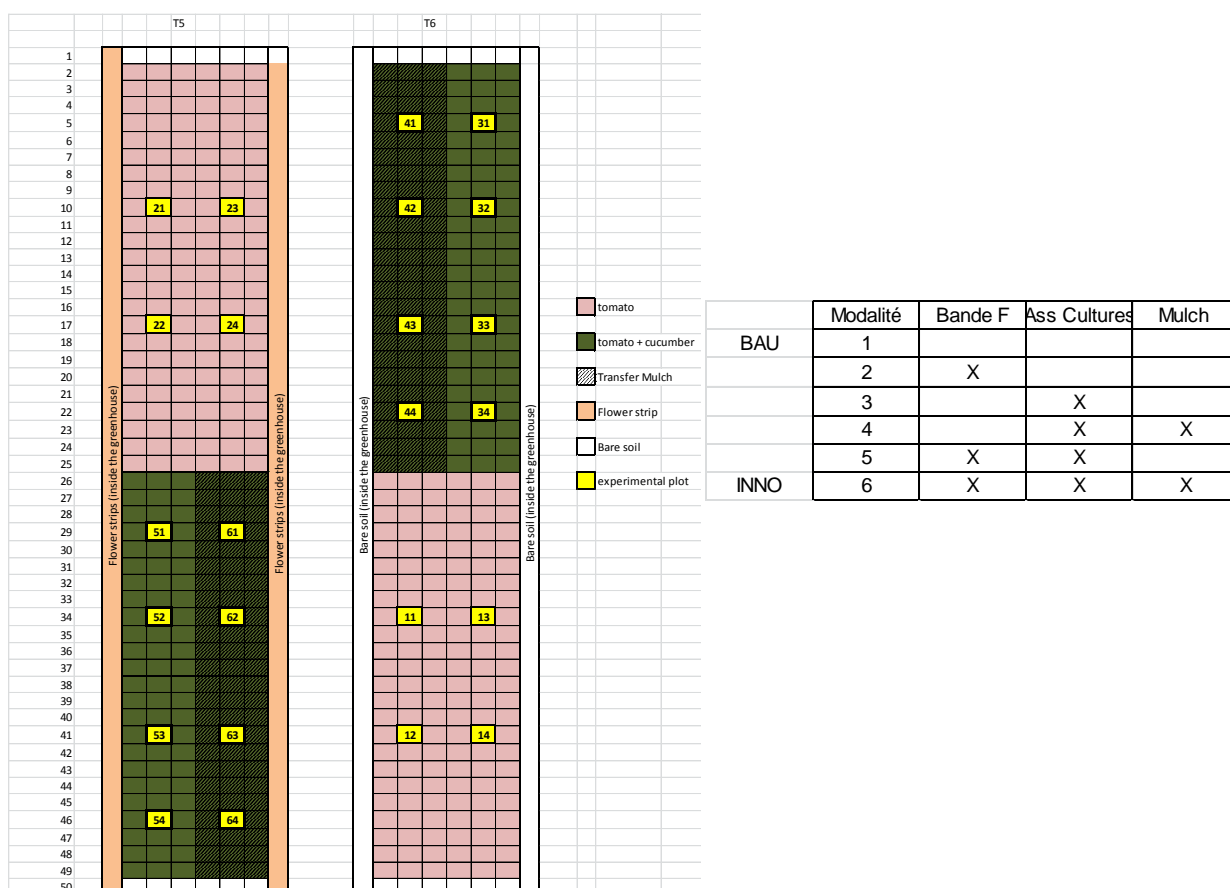 T5 T6
1
2
3
4
5 41 31
6
7
8
9
10 21 23 42 32
11
12
13
14
15
16
17 22 24 43 33
18
19
20
21
22 44 34
23
24
25
26
27
28
29 51 61
30
31
32
33
34 52 62 11 13
35
36
37
38
39
40
41 53 63 12 14
42
43
44
45
46 54 64
47
48
49
50
Flower strips (inside the greenhouse)
Flower strips (inside the greenhouse)
Bare soil (inside the greenhouse)
Bare soil (inside the greenhouse)
tomato
tomato + cucumber
Transfer Mulch
Flower strip
Bare soil
experimental plot
Modalité Bande F Ass Cultures Mulch
BAU 1
2 X
3 X
4 X X
5 X X
INNO 6 X X X